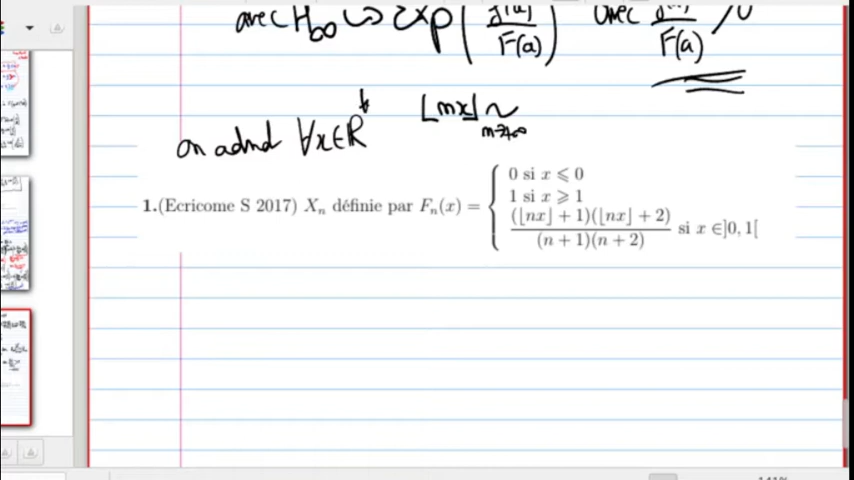 avec H∞ ↪ exp( /F(a)) avec /F(a) > 0
on admet ∀x∈ℝ ⌊nx⌋ ~ n→+∞
1.(Ecricome S 2017) Xₙ définie par Fₙ(x) = {
0 si x ⩽ 0
1 si x ⩾ 1
(⌊nx⌋ + 1)(⌊nx⌋ + 2)/(n + 1)(n + 2) si x ∈]0, 1[